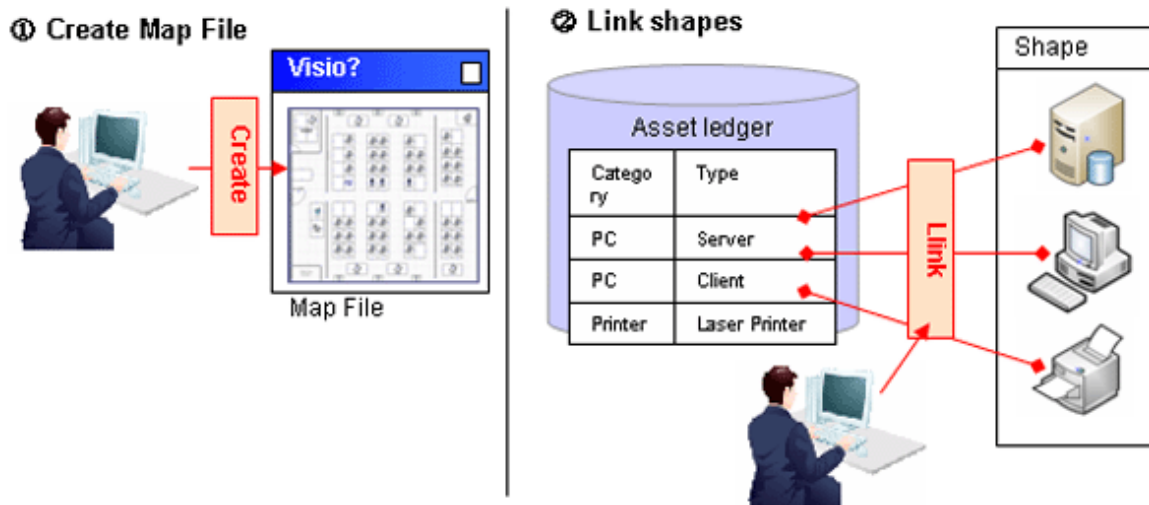 ① Create Map File
Visio?
Create
Map File
② Link shapes
Asset ledger
Catego
ry
Type
PC
Server
PC
Client
Printer
Laser Printer
Llink
Shape